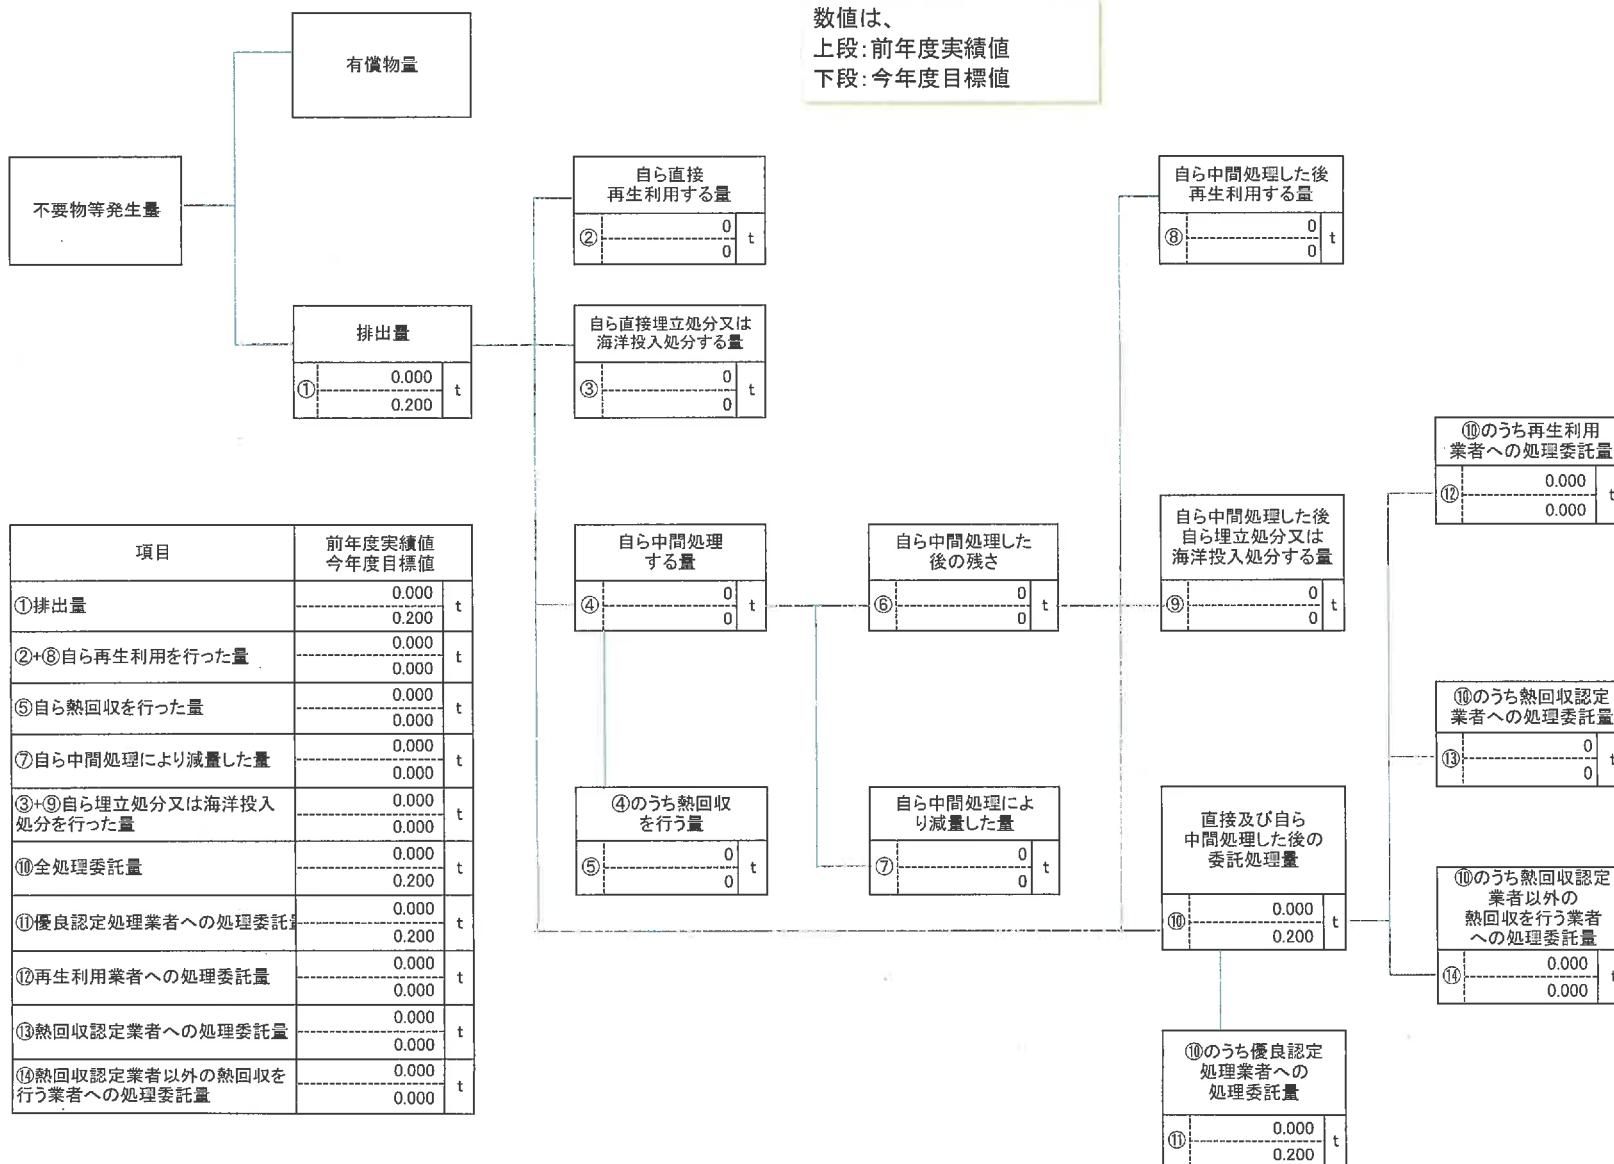 数値は、
上段:前年度実績値
下段:今年度目標値
有償物量
不要物等発生量
排出量
①
0.000
0.200
t
自ら直接
再生利用する量
②
0
0
t
自ら直接埋立処分又は
海洋投入処分する量
③
0
0
t
自ら中間処理
する量
④
0
0
t
④のうち熱回収
を行う量
⑤
0
0
t
自ら中間処理した
後の残さ
⑥
0
0
t
自ら中間処理によ
り減量した量
⑦
0
0
t
自ら中間処理した後
再生利用する量
⑧
0
0
t
自ら中間処理した後
自ら埋立処分又は
海洋投入処分する量
⑨
0
0
t
直接及び自ら
中間処理した後の
委託処理量
⑩
0.000
0.200
t
⑩のうち優良認定
処理業者への
処理委託量
⑪
0.000
0.200
t
⑩のうち再生利用
業者への処理委託量
⑫
0.000
0.000
t
⑩のうち熱回収認定
業者への処理委託量
⑬
0
0
t
⑩のうち熱回収認定
業者以外の
熱回収を行う業者
への処理委託量
⑭
0.000
0.000
t
項目
前年度実績値
今年度目標値
①排出量
0.000
0.200
t
②+⑧自ら再生利用を行った量
0.000
0.000
t
⑤自ら熱回収を行った量
0.000
0.000
t
⑦自ら中間処理により減量した量
0.000
0.000
t
③+⑨自ら埋立処分又は海洋投入
処分を行った量
0.000
0.000
t
⑩全処理委託量
0.000
0.200
t
⑪優良認定処理業者への処理委託量
0.000
0.200
t
⑫再生利用業者への処理委託量
0.000
0.000
t
⑬熱回収認定業者への処理委託量
0.000
0.000
t
⑭熱回収認定業者以外の熱回収を
行う業者への処理委託量
0.000
0.000
t